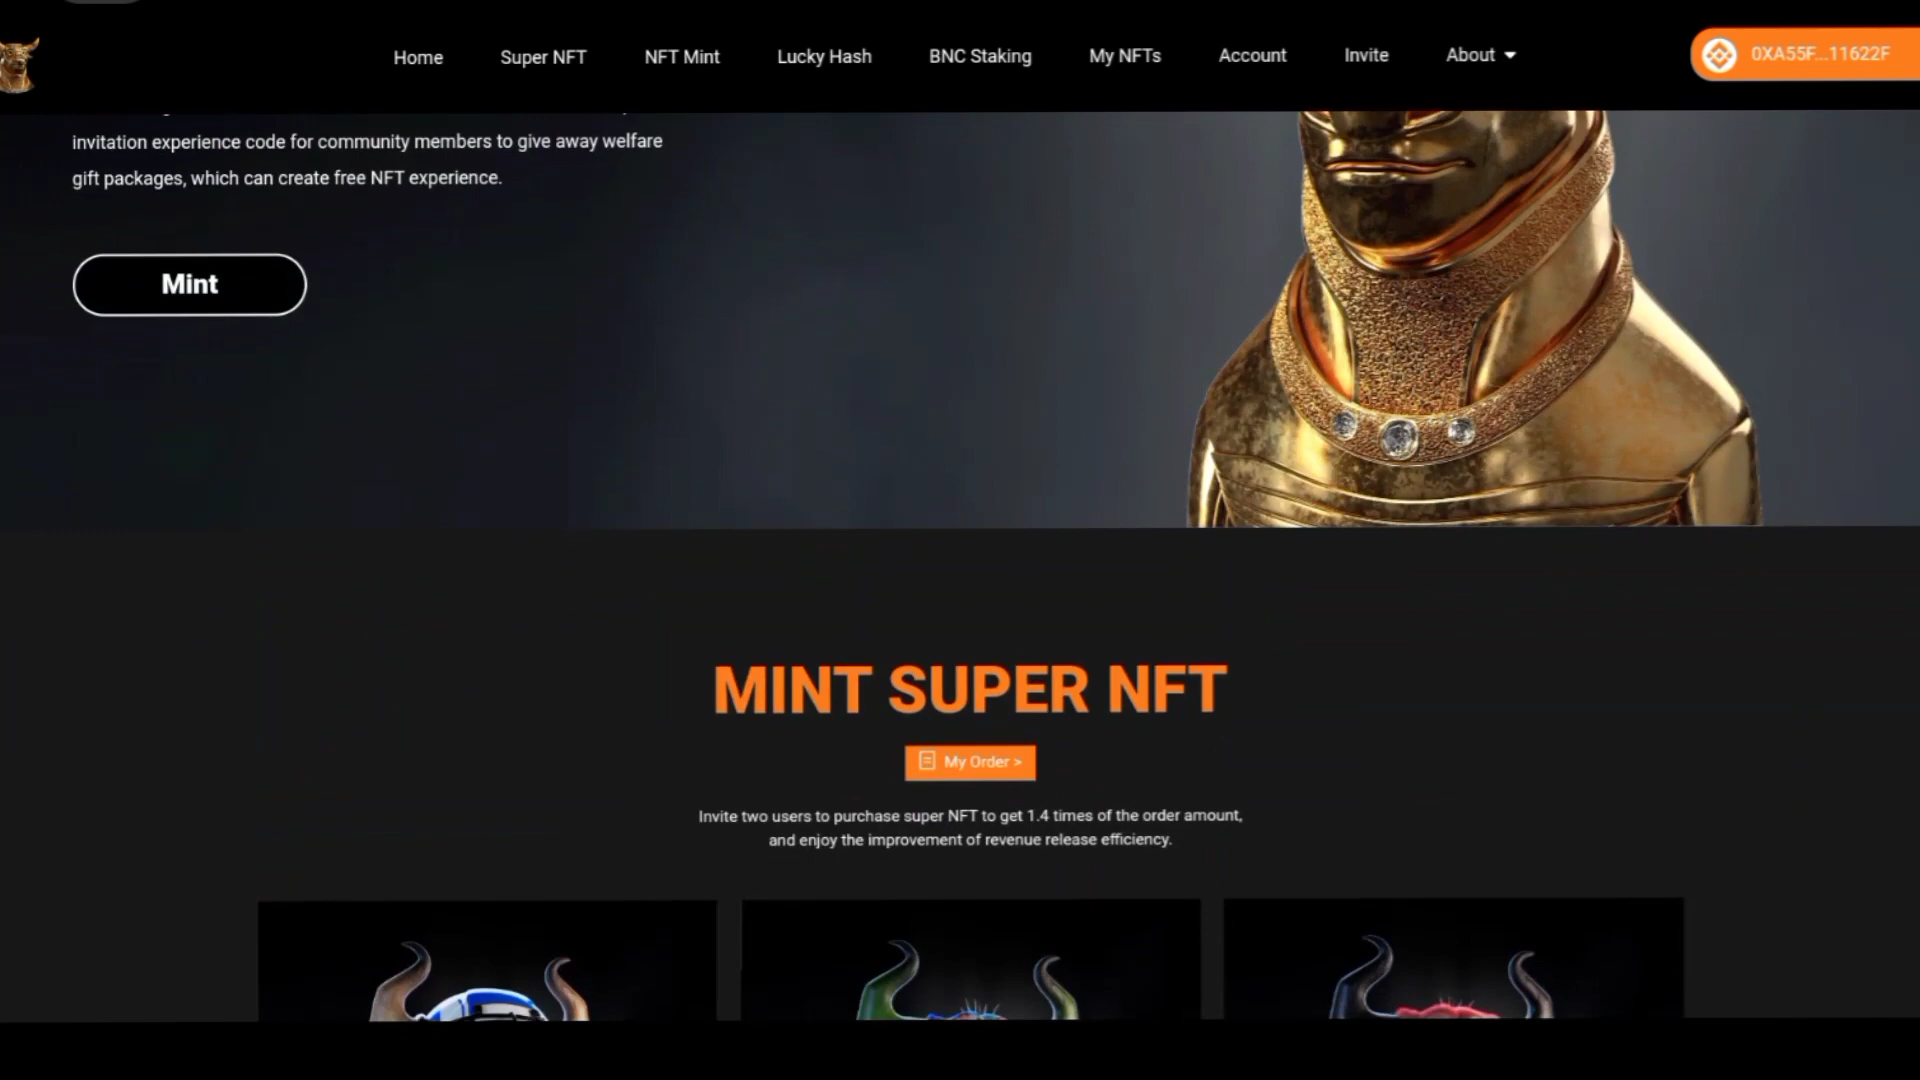 Home Super NFT NFT Mint Lucky Hash BNC Staking My NFTs Account Invite About 0XA55F...11622F
invitation experience code for community members to give away welfare
gift packages, which can create free NFT experience.
Mint
MINT SUPER NFT
My Order >
Invite two users to purchase super NFT to get 1.4 times of the order amount,
and enjoy the improvement of revenue release efficiency.